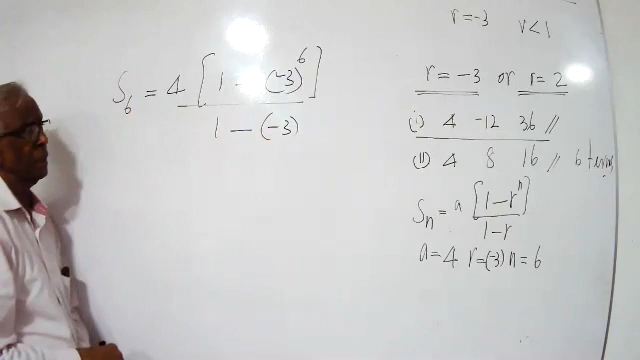 S₆ = 4 [1 - (-3)⁶]
1 - (-3)
r = -3 r < 1
r = -3 or r = 2
(i) 4 -12 36 //
(ii) 4 8 16 // 6 terms
Sₙ = a [1 - rⁿ]
1 - r
a = 4 r = (-3) n = 6